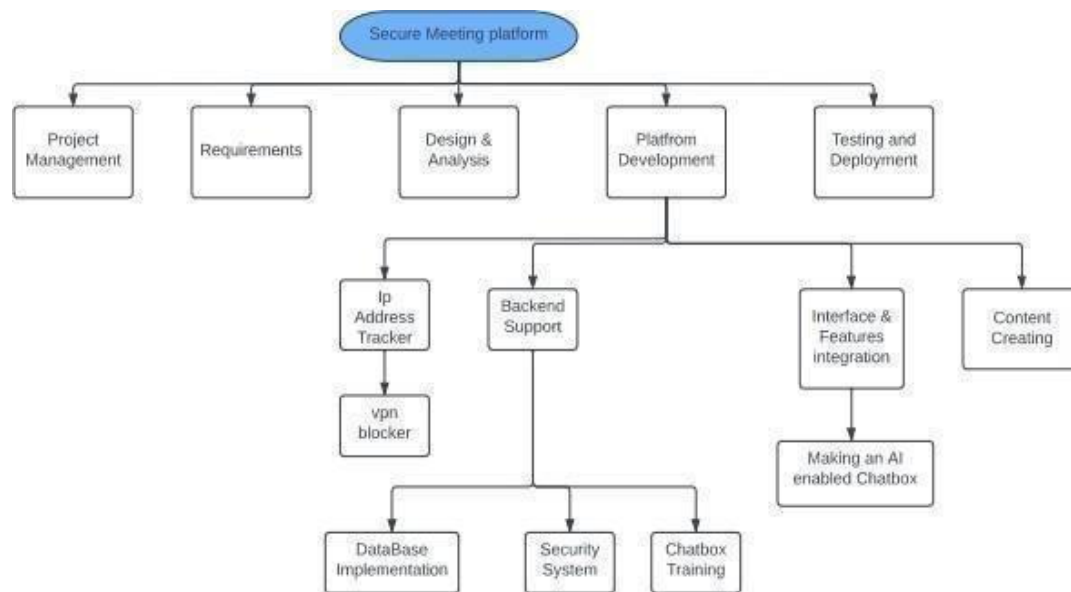 Secure Meeting platform
Project
Management
Requirements
Design &
Analysis
Platfrom
Development
Testing and
Deployment
Ip
Address
Tracker
Backend
Support
Interface &
Features
integration
Content
Creating
vpn
blocker
Making an AI
enabled Chatbox
DataBase
Implementation
Security
System
Chatbox
Training